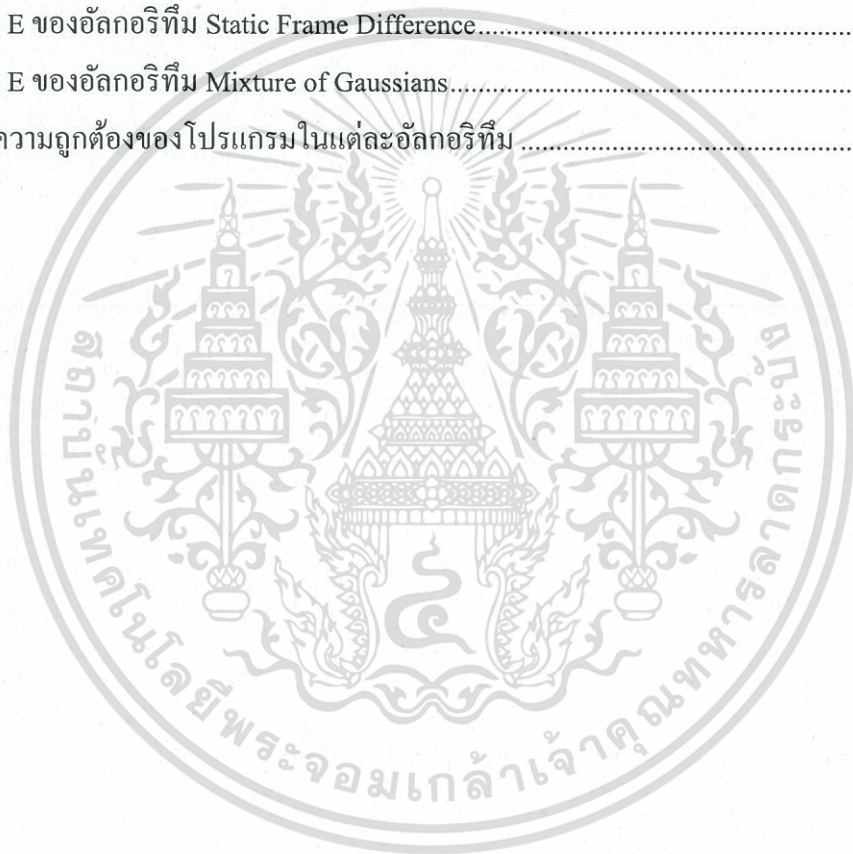 E ของอัลกอริทึม Static Frame Difference
E ของอัลกอริทึม Mixture of Gaussians
ความถูกต้องของโปรแกรมในแต่ละอัลกอริทึม
สถาบันเทคโนโลยีพระจอมเกล้าเจ้าคุณทหารลาดกระบัง
๔